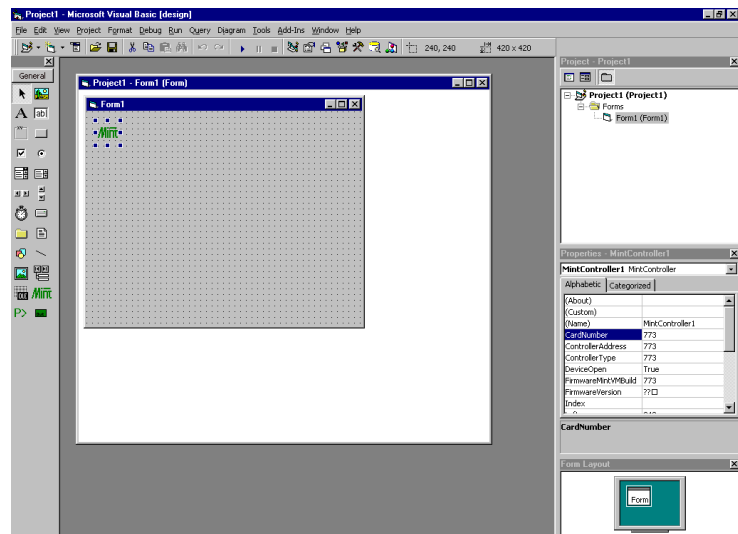 Project1 - Microsoft Visual Basic [design]
File Edit View Project Format Debug Run Query Diagram Tools Add-Ins Window Help
240, 240 420 x 420
General
A ab|
Mint
P>
Project1 - Form1 (Form)
Form1
Mint
Project - Project1
Project1 (Project1)
Forms
Form1 (Form1)
Properties - MintController1
MintController1 MintController
Alphabetic Categorized
(About)
(Custom)
(Name) MintController1
CardNumber 773
ControllerAddress 773
ControllerType 773
DeviceOpen True
FirmwareMintVMBuild 773
FirmwareVersion ??□
Index
CardNumber
Form Layout
Form